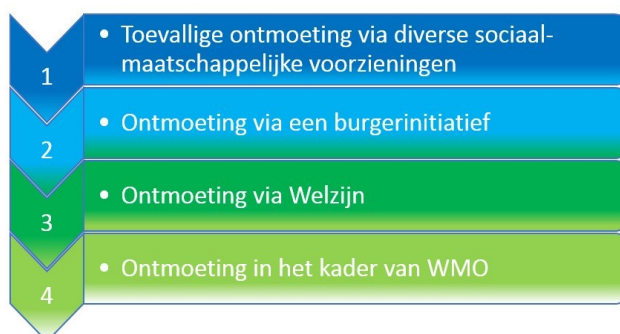 1
• Toevallige ontmoeting via diverse sociaal-
maatschappelijke voorzieningen
2
• Ontmoeting via een burgerinitiatief
3
• Ontmoeting via Welzijn
4
• Ontmoeting in het kader van WMO